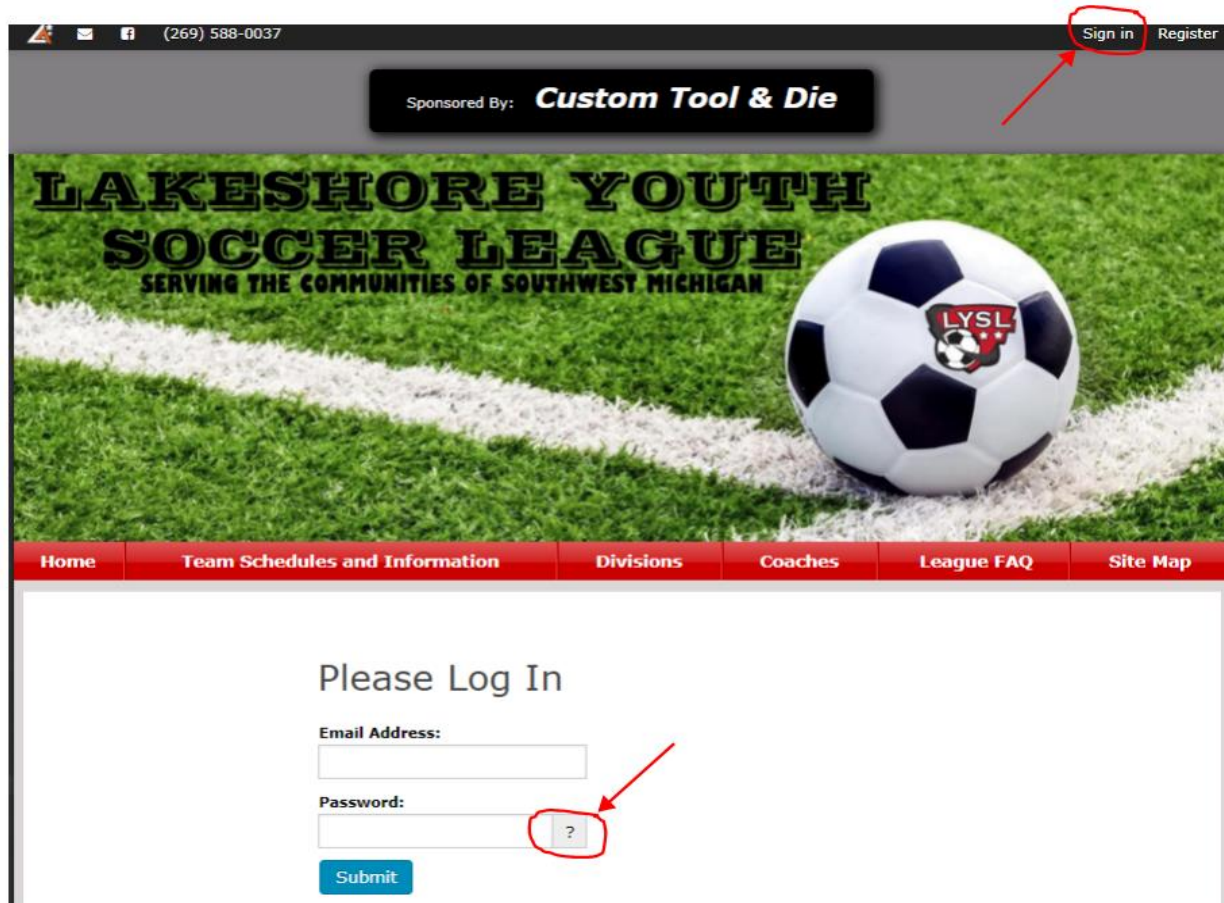 (269) 588-0037 Sign in Register
Sponsored By: Custom Tool & Die
LAKESHORE YOUTH
SOCCER LEAGUE
SERVING THE COMMUNITIES OF SOUTHWEST MICHIGAN
LYSL
Home Team Schedules and Information Divisions Coaches League FAQ Site Map
Please Log In
Email Address:
Password:
?
Submit